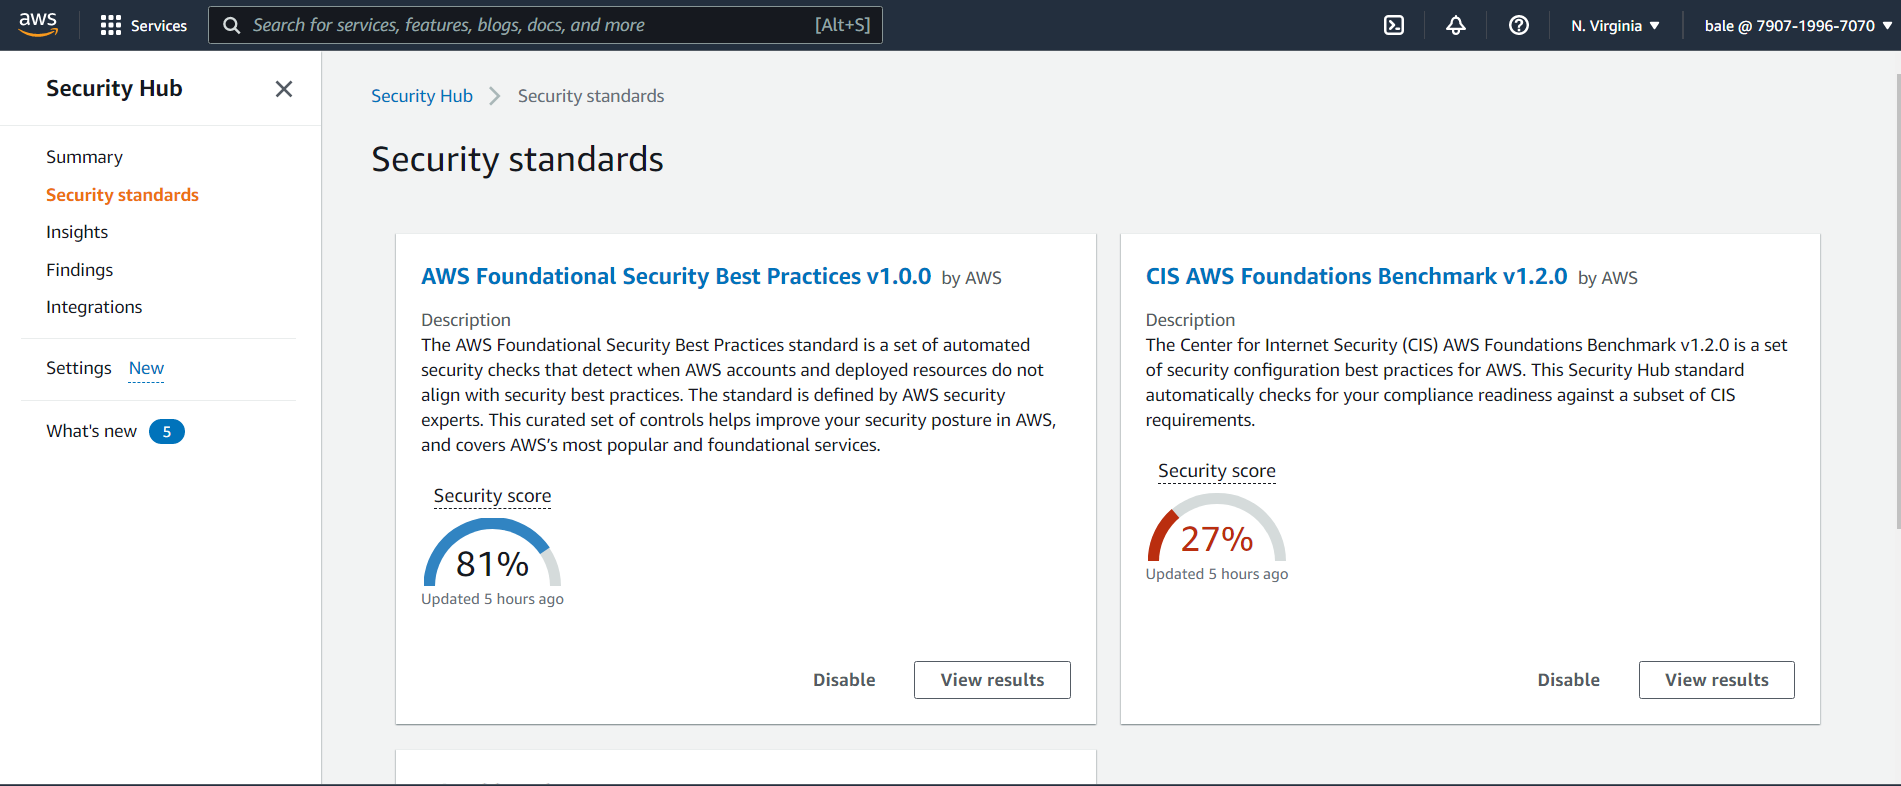 aws
Services
Search for services, features, blogs, docs, and more
[Alt+S]
N. Virginia
bale @ 7907-1996-7070
Security Hub
Summary
Security standards
Insights
Findings
Integrations
Settings New
What's new 5
Security Hub
Security standards
Security standards
AWS Foundational Security Best Practices v1.0.0 by AWS
Description
The AWS Foundational Security Best Practices standard is a set of automated
security checks that detect when AWS accounts and deployed resources do not
align with security best practices. The standard is defined by AWS security
experts. This curated set of controls helps improve your security posture in AWS,
and covers AWS’s most popular and foundational services.
Security score
81%
Updated 5 hours ago
Disable
View results
CIS AWS Foundations Benchmark v1.2.0 by AWS
Description
The Center for Internet Security (CIS) AWS Foundations Benchmark v1.2.0 is a set
of security configuration best practices for AWS. This Security Hub standard
automatically checks for your compliance readiness against a subset of CIS
requirements.
Security score
27%
Updated 5 hours ago
Disable
View results